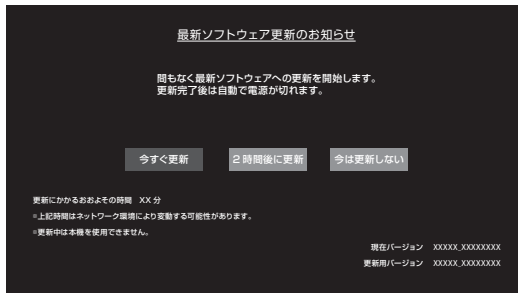 最新ソフトウェア更新のお知らせ
間もなく最新ソフトウェアへの更新を開始します。
更新完了後は自動で電源が切れます。
今すぐ更新
2時間後に更新
今は更新しない
更新にかかるおおよその時間 XX 分
※上記時間はネットワーク環境により変動する可能性があります。
※更新中は本機を使用できません。
現在バージョン XXXXX_XXXXXXXX
更新用バージョン XXXXX_XXXXXXXX